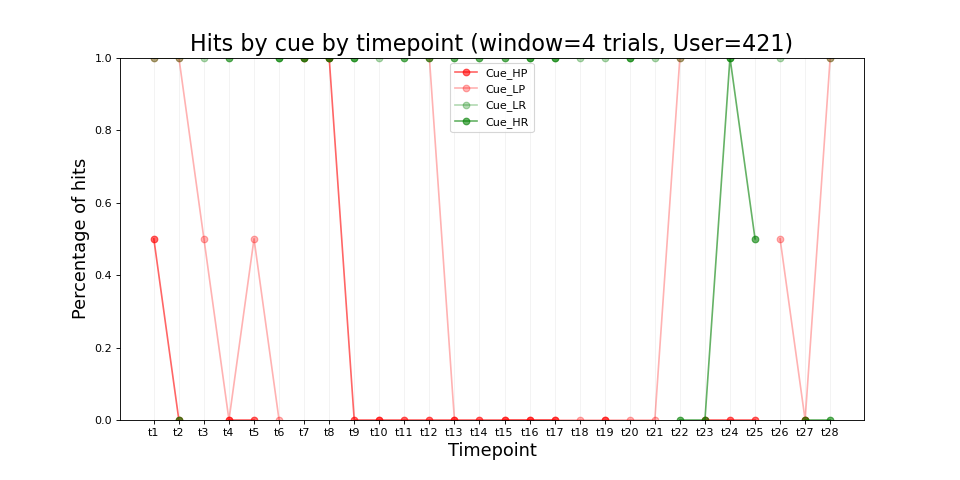 Hits by cue by timepoint (window=4 trials, User=421)
Percentage of hits
1.0
0.8
0.6
0.4
0.2
0.0
Cue_HP
Cue_LP
Cue_LR
Cue_HR
t1 t2 t3 t4 t5 t6 t7 t8 t9 t10 t11 t12 t13 t14 t15 t16 t17 t18 t19 t20 t21 t22 t23 t24 t25 t26 t27 t28
Timepoint